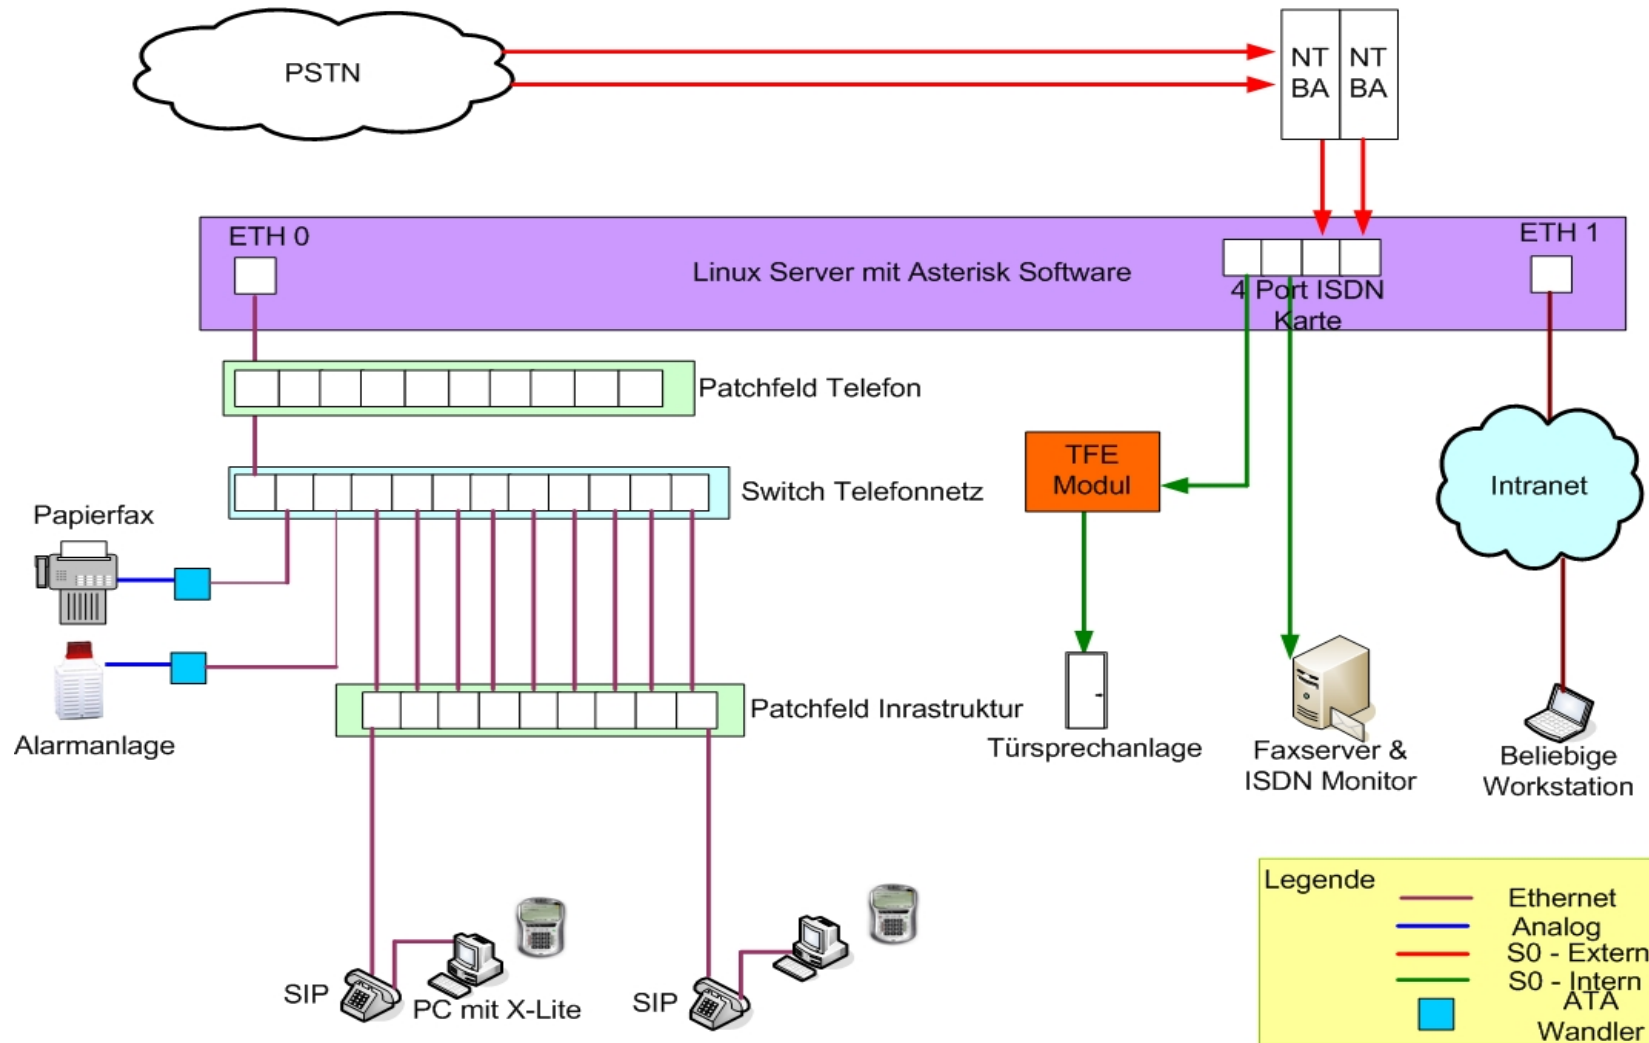 PSTN
NT
BA
NT
BA
ETH 0
Linux Server mit Asterisk Software
4 Port ISDN
Karte
ETH 1
Patchfeld Telefon
Switch Telefonnetz
TFE
Modul
Intranet
Papierfax
Alarmanlage
Patchfeld Inrastruktur
Türsprechanlage
Faxserver &
ISDN Monitor
Beliebige
Workstation
SIP
PC mit X-Lite
SIP
Legende
Ethernet
Analog
S0 - Extern
S0 - Intern
ATA
Wandler